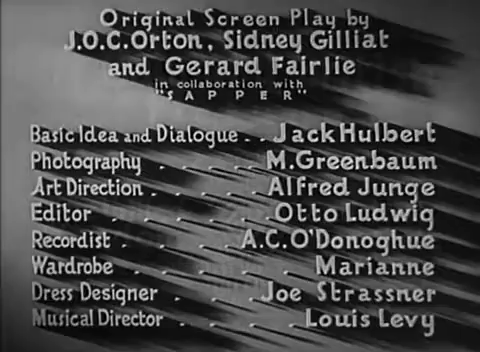 Original Screen Play by
J.O.C.Orton, Sidney Gilliat
and Gerard Fairlie
in collaboration with
"SAPPER"
Basic Idea and Dialogue . . Jack Hulbert
Photography . . . . . M.Greenbaum
Art Direction . . . . . Alfred Junge
Editor . . . . . Otto Ludwig
Recordist . . . . A.C.O'Donoghue
Wardrobe . . . . . Marianne
Dress Designer . . . Joe Strassner
Musical Director . . . . Louis Levy